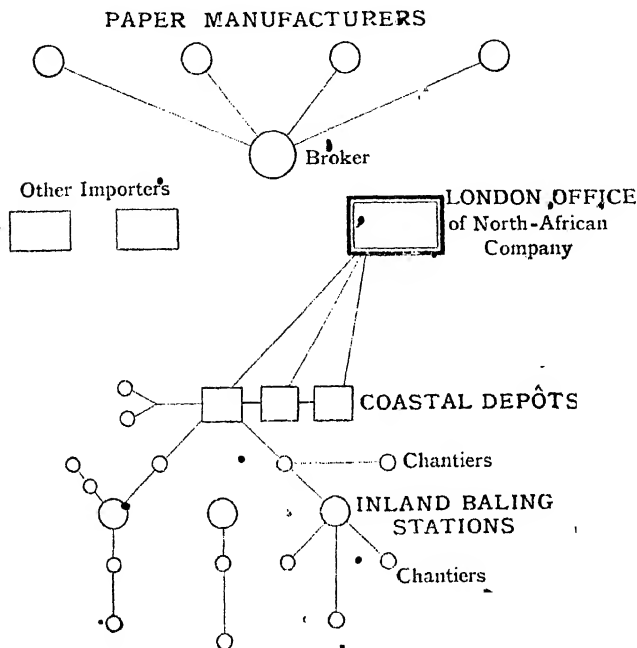 PAPER MANUFACTURERS
Broker
Other Importers
LONDON OFFICE
of North-African
Company
COASTAL DEPÔTS
Chantiers
INLAND BALING
STATIONS
Chantiers